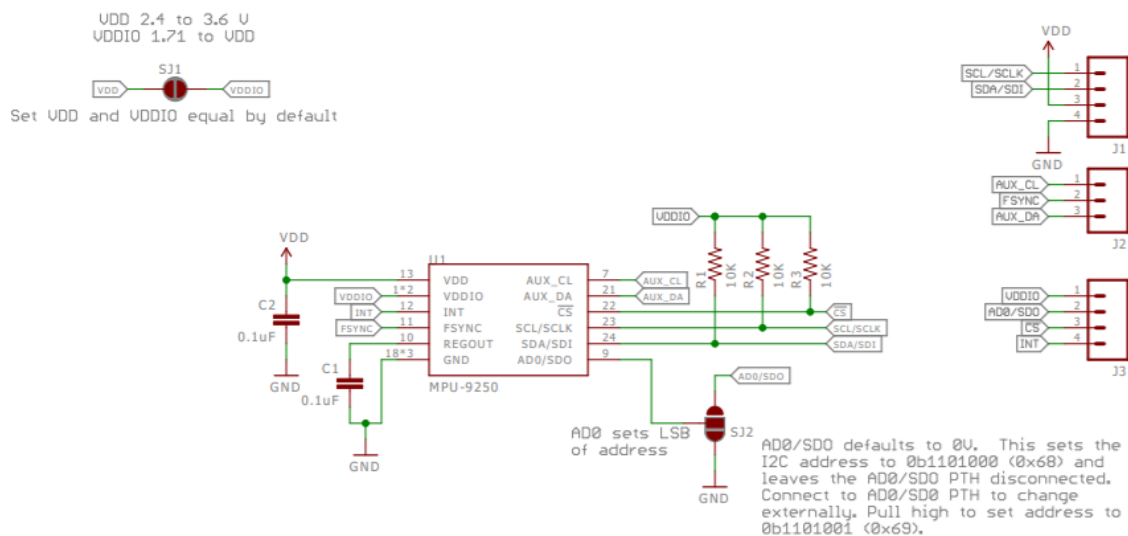 VDD 2.4 to 3.6 V
VDDIO 1.71 to VDD
SJ1
VDD
VDDIO
Set VDD and VDDIO equal by default
VDD
SCL/SCLK 1
SDA/SDI 2
3
4
GND
J1
AUX_CL 1
FSYNC 2
AUX_DA 3
J2
VDDIO 1
AD0/SDO 2
CS 3
INT 4
J3
VDDIO
R1 10K
R2 10K
R3 10K
VDD
U1
13 VDD AUX_CL 7 AUX_CL
VDDIO 1*2 VDDIO AUX_DA 21 AUX_DA
INT 12 INT CS 22 CS
FSYNC 11 FSYNC SCL/SCLK 23 SCL/SCLK
10 REGOUT SDA/SDI 24 SDA/SDI
18*3 GND AD0/SDO 9
MPU-9250
C2
0.1uF
GND
C1
0.1uF
GND
AD0/SDO
AD0 sets LSB
of address
SJ2
GND
AD0/SDO defaults to 0V. This sets the
I2C address to 0b1101000 (0x68) and
leaves the AD0/SDO PTH disconnected.
Connect to AD0/SD0 PTH to change
externally. Pull high to set address to
0b1101001 (0x69).